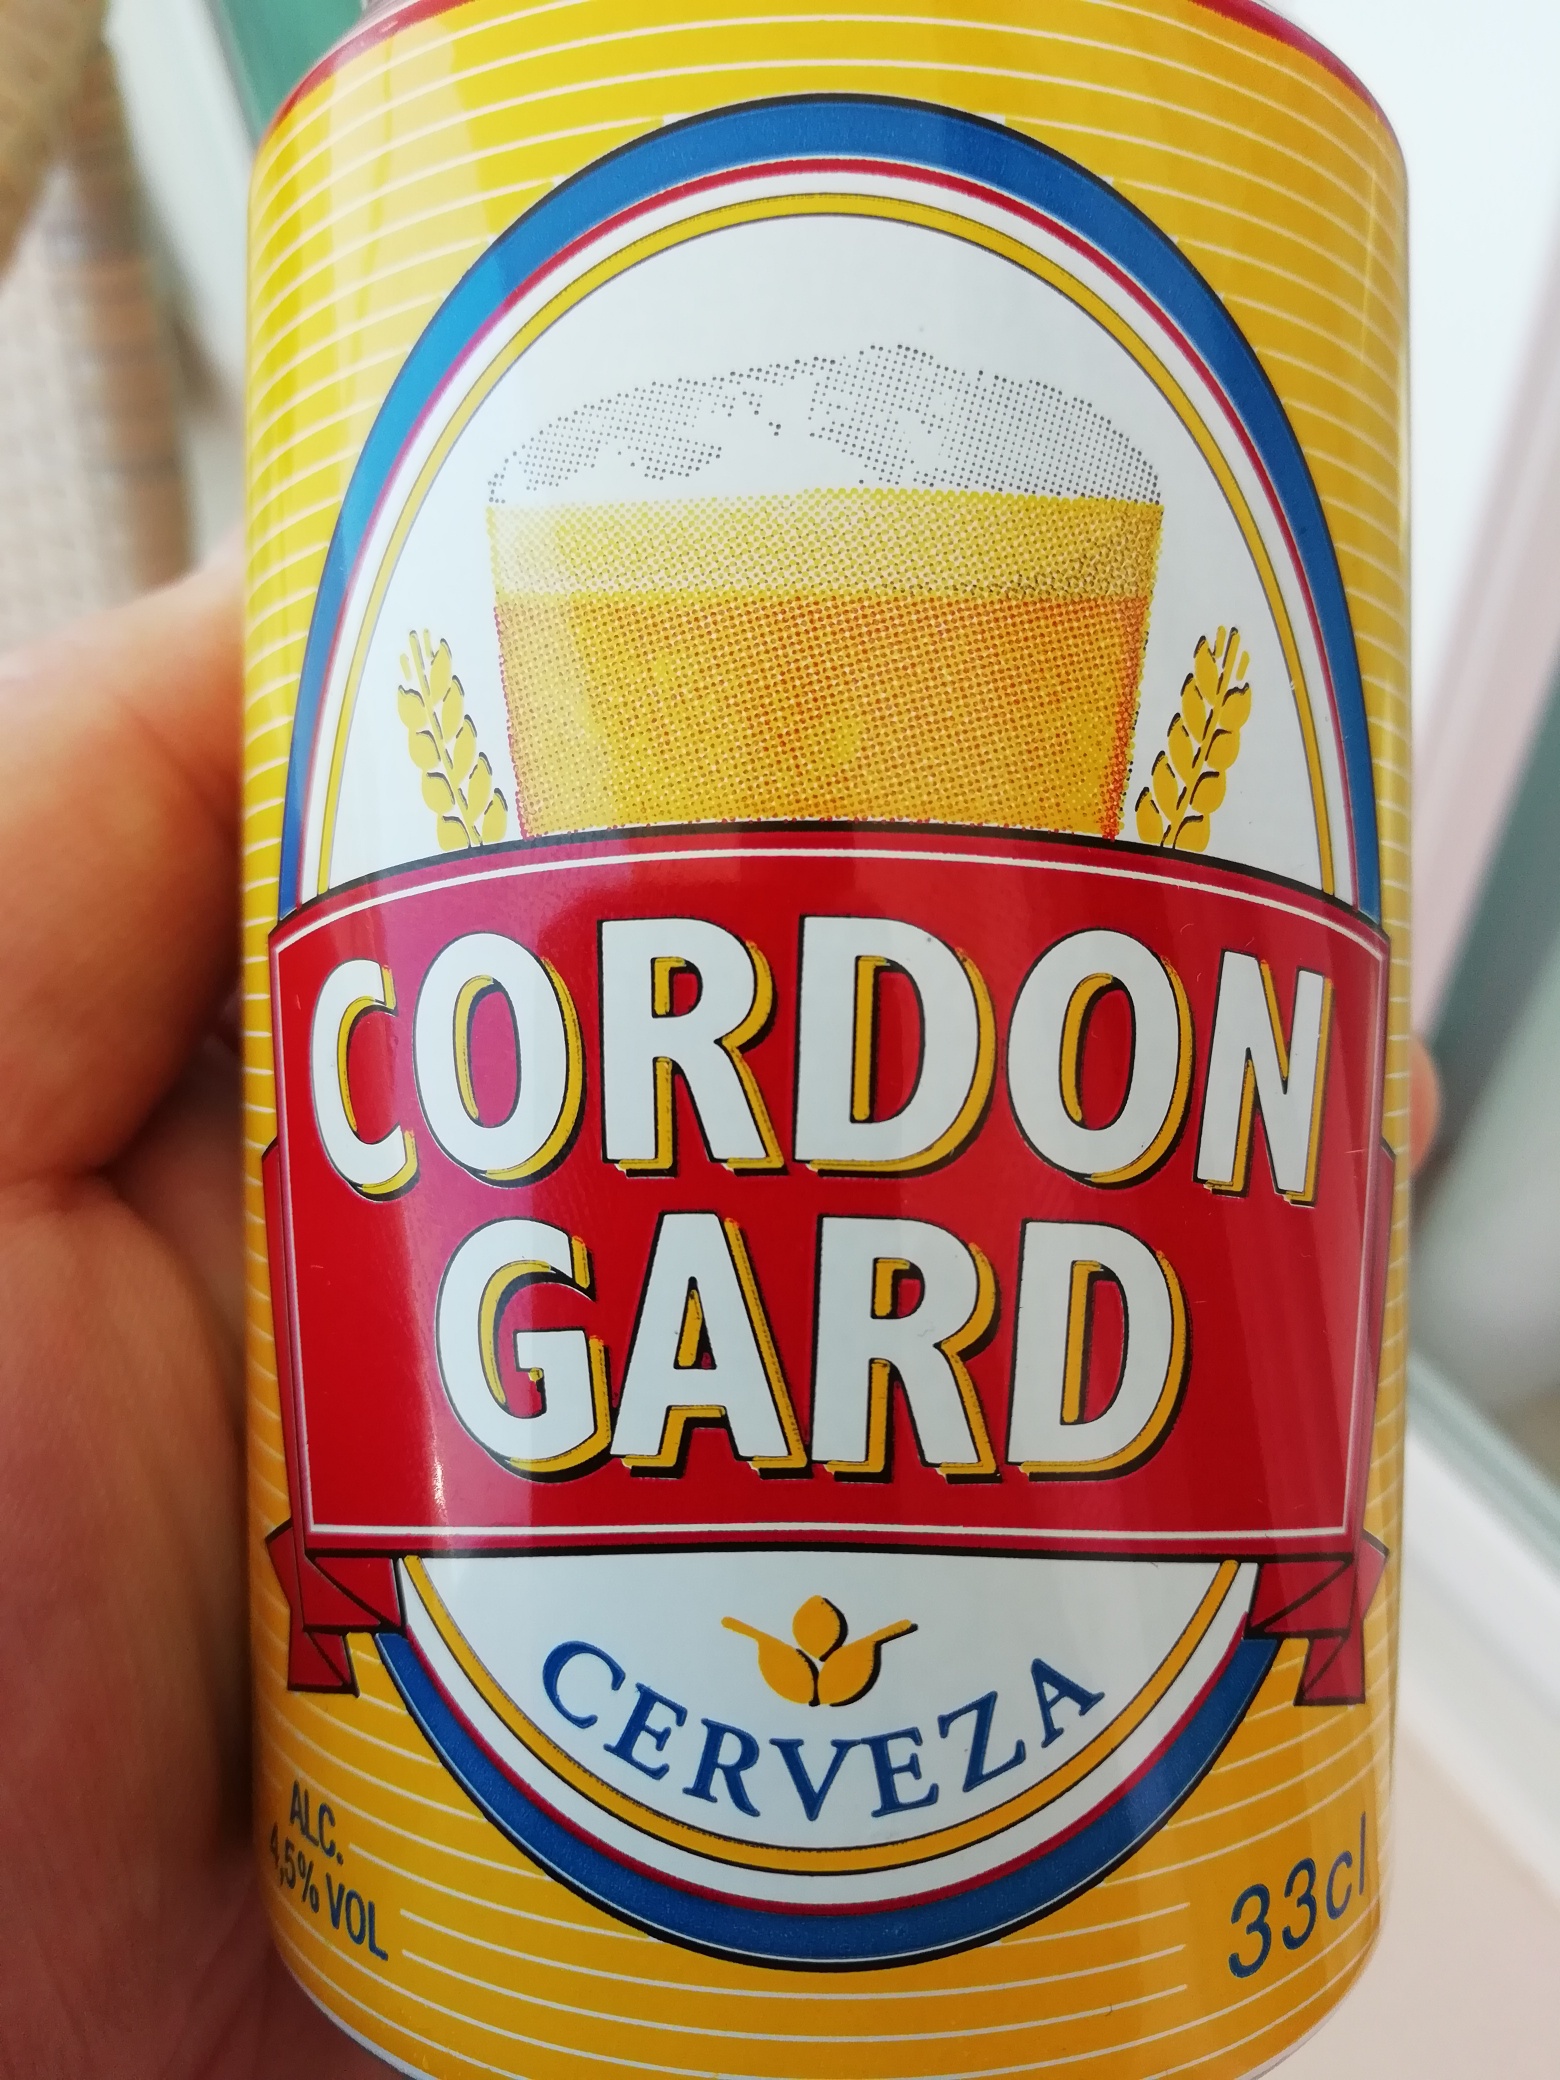 CORDON
GARD
CERVEZA
ALC.
4,5% VOL
33cl